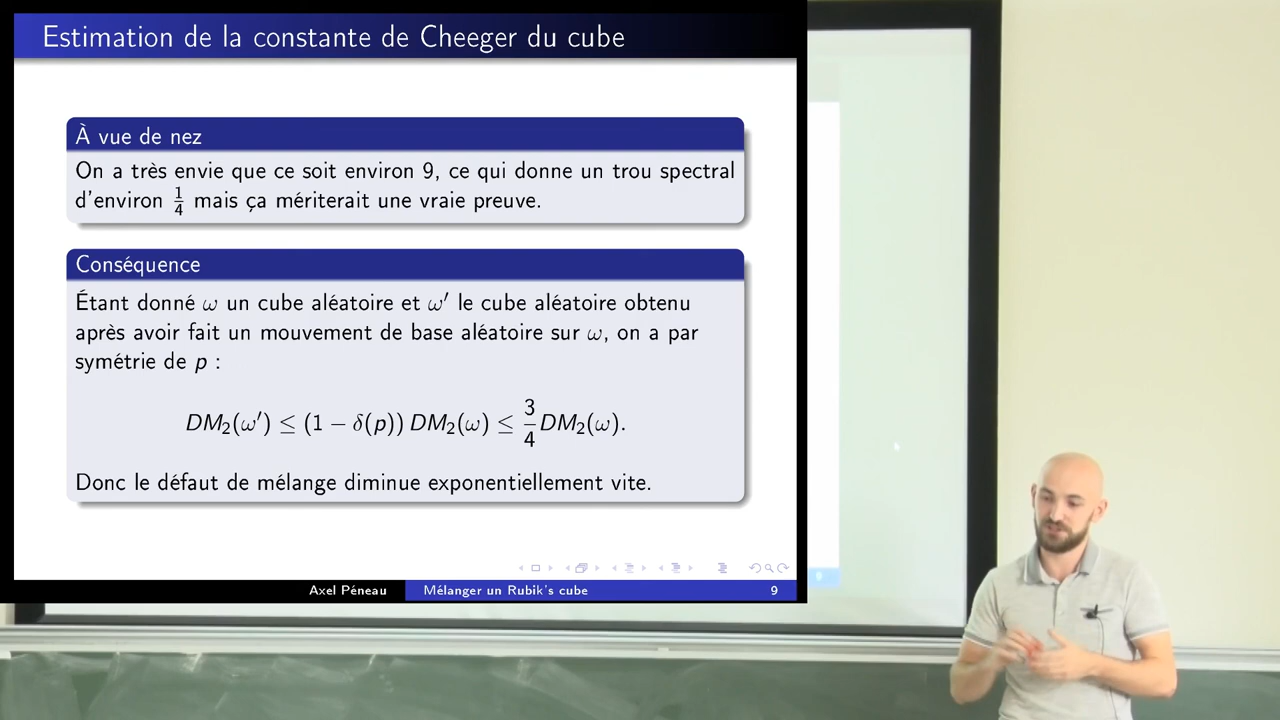 Estimation de la constante de Cheeger du cube
À vue de nez
On a très envie que ce soit environ 9, ce qui donne un trou spectral
d'environ 1/4 mais ça mériterait une vraie preuve.
Conséquence
Étant donné ω un cube aléatoire et ω′ le cube aléatoire obtenu
après avoir fait un mouvement de base aléatoire sur ω, on a par
symétrie de p :
DM₂(ω′) ≤ (1 − δ(p)) DM₂(ω) ≤ 3/4 DM₂(ω).
Donc le défaut de mélange diminue exponentiellement vite.
Axel Péneau Mélanger un Rubik's cube 9
9